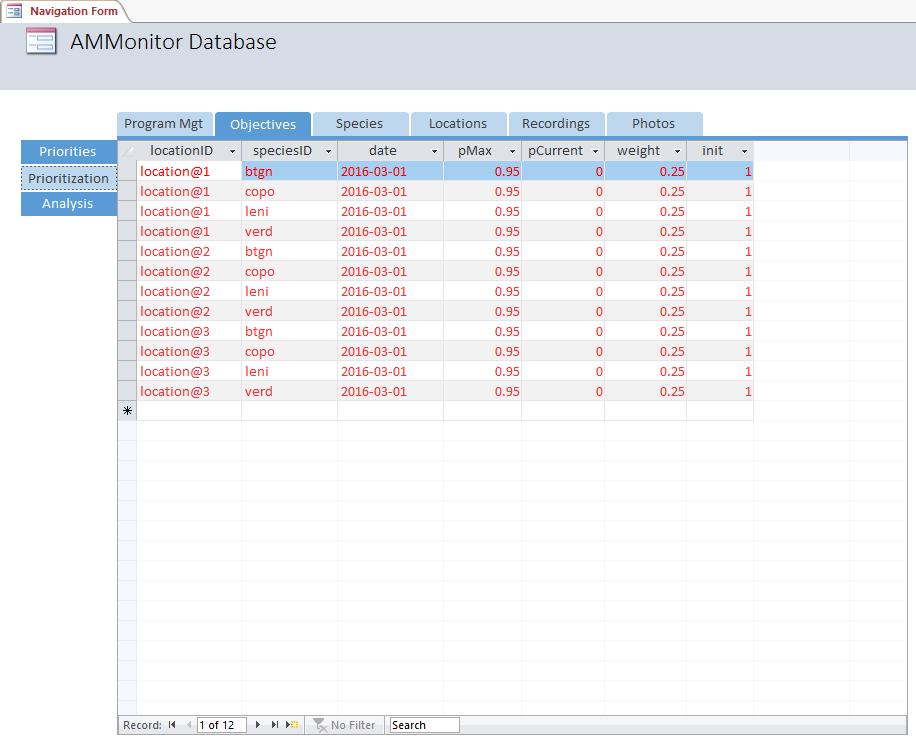 Navigation Form
AMMonitor Database
Program Mgt Objectives Species Locations Recordings Photos
Priorities
Prioritization
Analysis
locationID speciesID date pMax pCurrent weight init
location@1 btgn 2016-03-01 0.95 0 0.25 1
location@1 copo 2016-03-01 0.95 0 0.25 1
location@1 leni 2016-03-01 0.95 0 0.25 1
location@1 verd 2016-03-01 0.95 0 0.25 1
location@2 btgn 2016-03-01 0.95 0 0.25 1
location@2 copo 2016-03-01 0.95 0 0.25 1
location@2 leni 2016-03-01 0.95 0 0.25 1
location@2 verd 2016-03-01 0.95 0 0.25 1
location@3 btgn 2016-03-01 0.95 0 0.25 1
location@3 copo 2016-03-01 0.95 0 0.25 1
location@3 leni 2016-03-01 0.95 0 0.25 1
location@3 verd 2016-03-01 0.95 0 0.25 1
*
Record: 1 of 12 No Filter Search